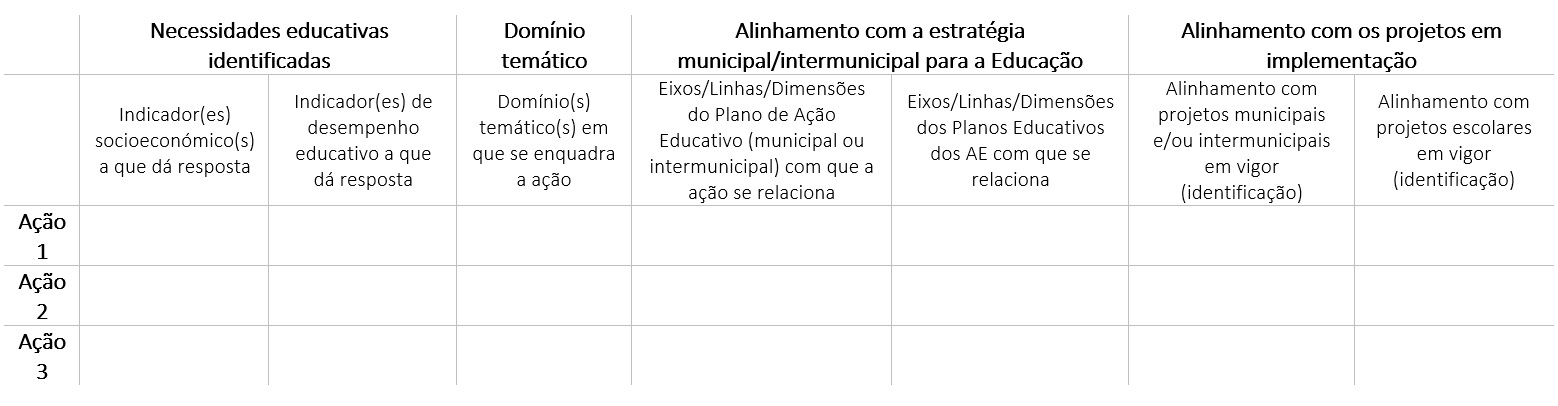 Necessidades educativas
identificadas
Domínio
temático
Alinhamento com a estratégia
municipal/intermunicipal para a Educação
Alinhamento com os projetos em
implementação
Indicador(es)
socioeconómico(s)
a que dá resposta
Indicador(es) de
desempenho
educativo a que
dá resposta
Domínio(s)
temático(s) em
que se enquadra
a ação
Eixos/Linhas/Dimensões
do Plano de Ação
Educativo (municipal ou
intermunicipal) com que a
ação se relaciona
Eixos/Linhas/Dimensões
dos Planos Educativos
dos AE com que se
relaciona
Alinhamento com
projetos municipais
e/ou intermunicipais
em vigor
(identificação)
Alinhamento com
projetos escolares
em vigor
(identificação)
Ação
1
Ação
2
Ação
3